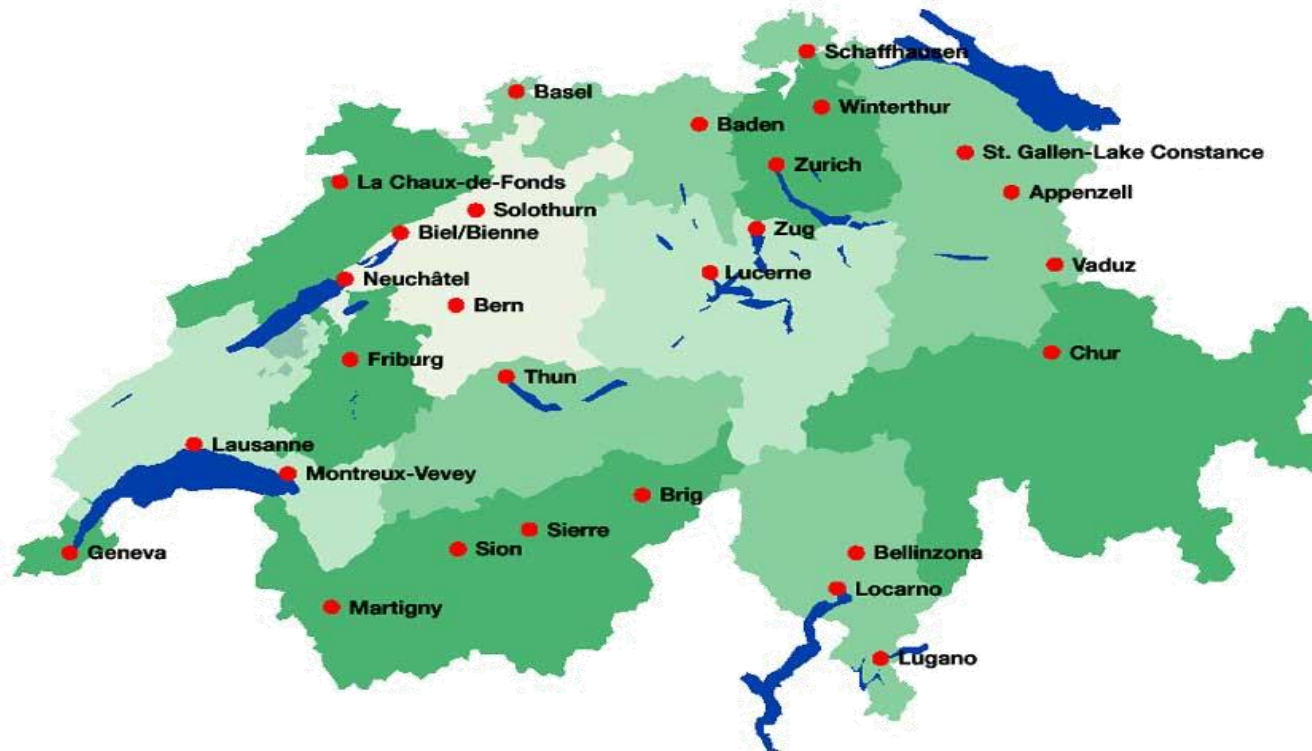 Schaffhausen
Basel
Winterthur
Baden
St. Gallen-Lake Constance
Zurich
La Chaux-de-Fonds
Appenzell
Solothurn
Zug
Biel/Bienne
Vaduz
Lucerne
Neuchâtel
Bern
Chur
Friburg
Thun
Lausanne
Montreux-Vevey
Brig
Sierre
Sion
Geneva
Bellinzona
Locarno
Martigny
Lugano